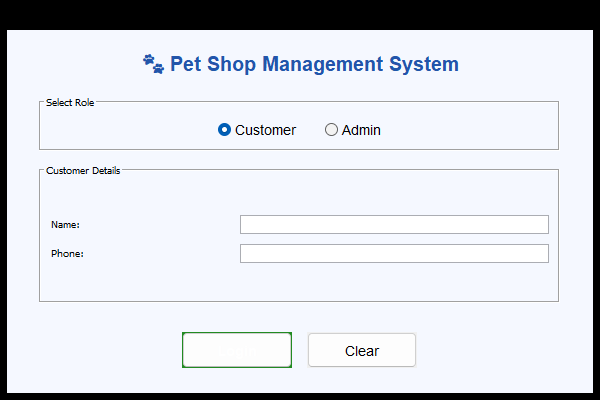 Pet Shop Management System
Select Role
Customer Admin
Customer Details
Name:
Phone:
Clear